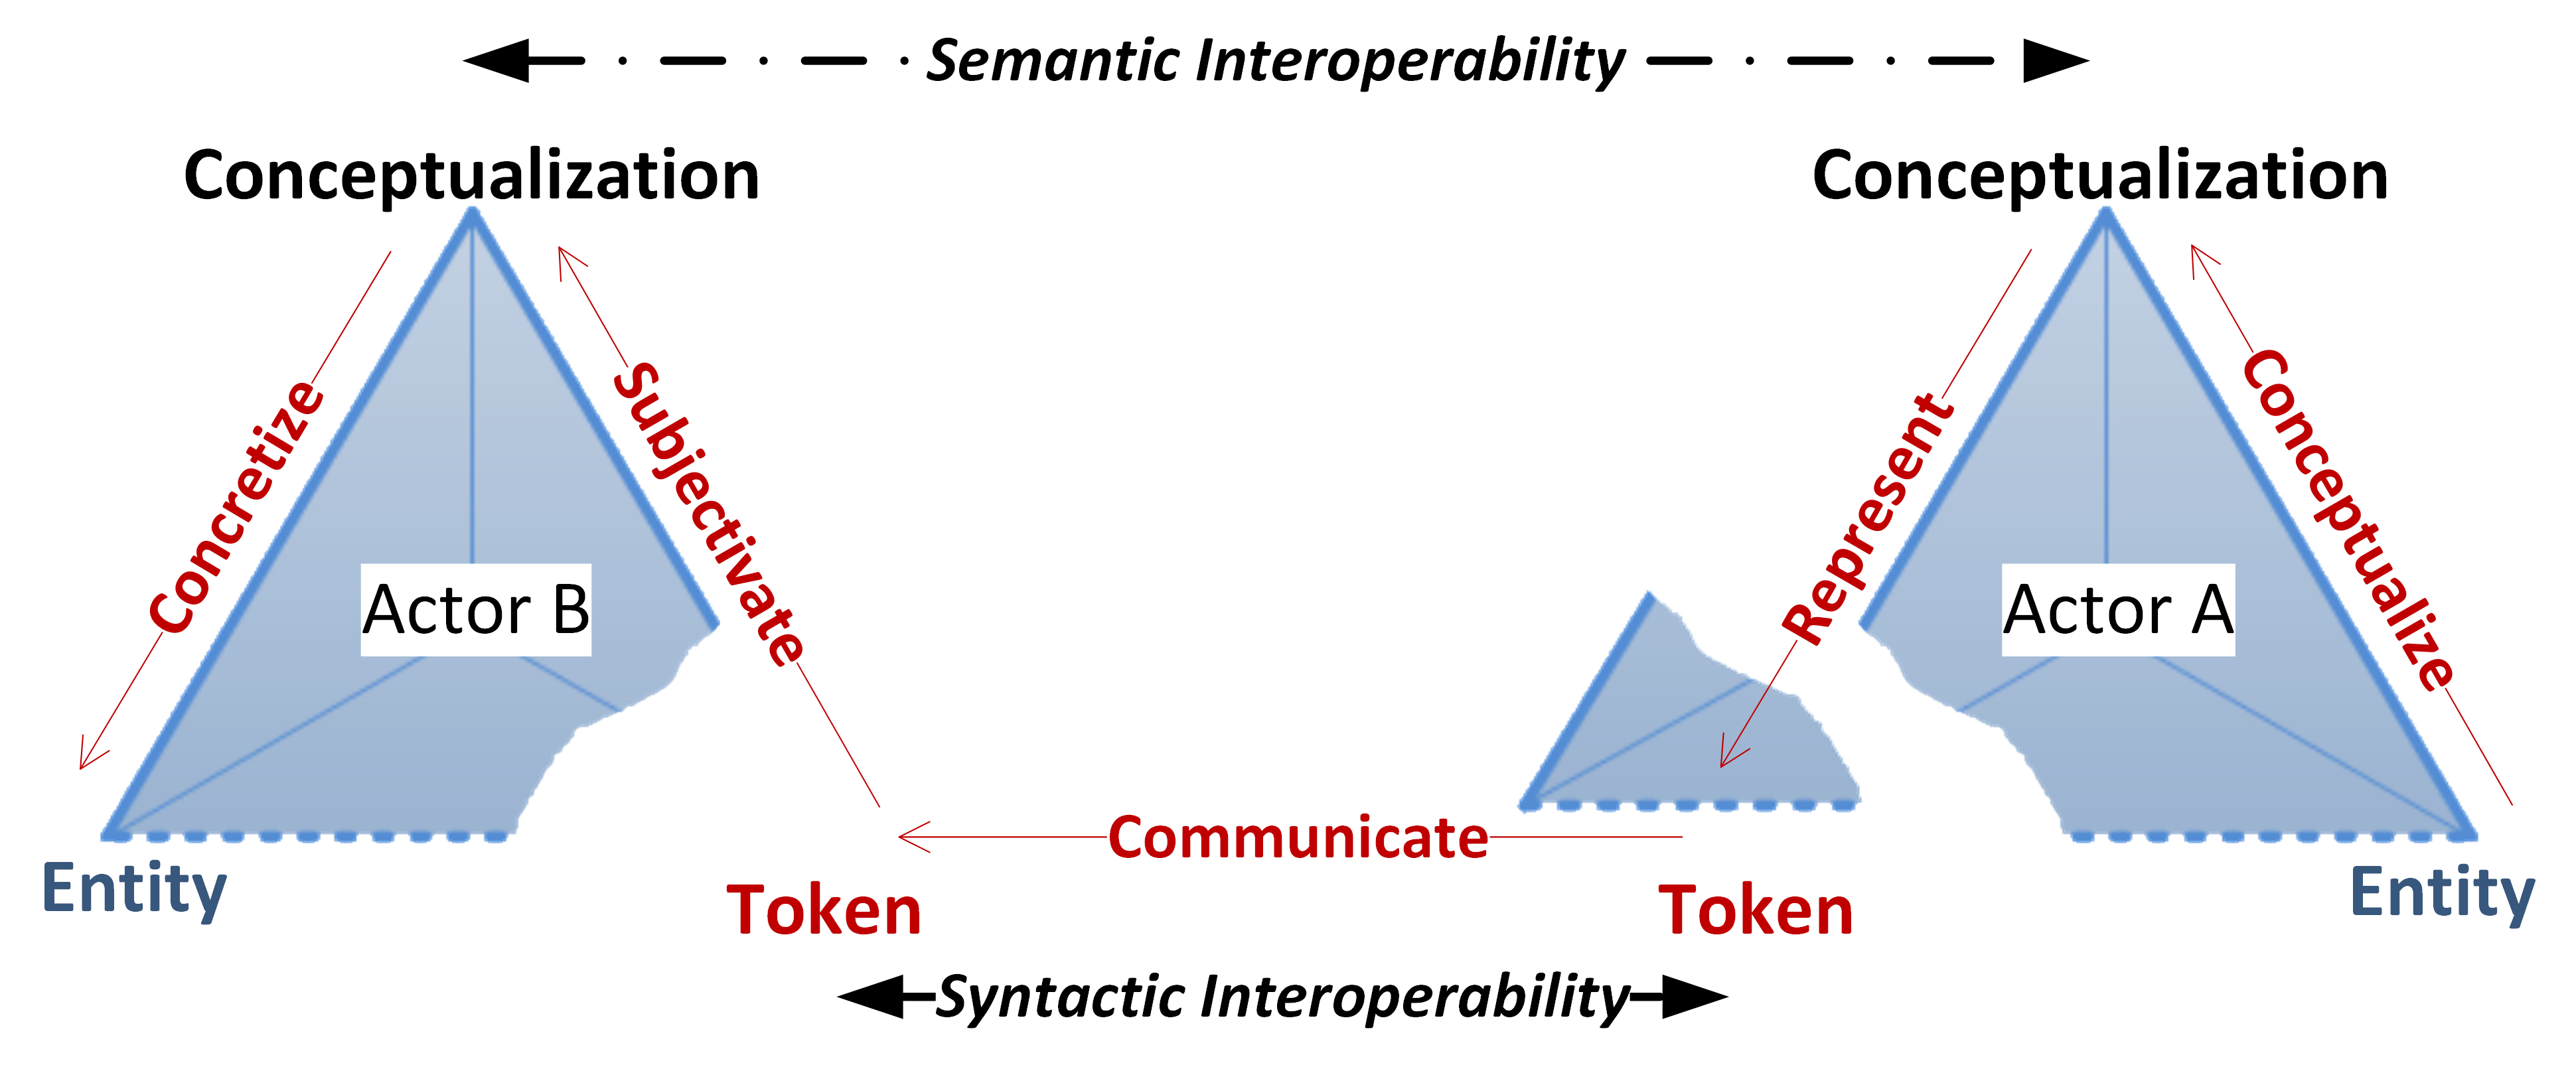 Semantic Interoperability
Conceptualization
Conceptualization
Concretize
Subjectivate
Represent
Conceptualize
Actor B
Actor A
Communicate
Entity
Token
Token
Entity
Syntactic Interoperability